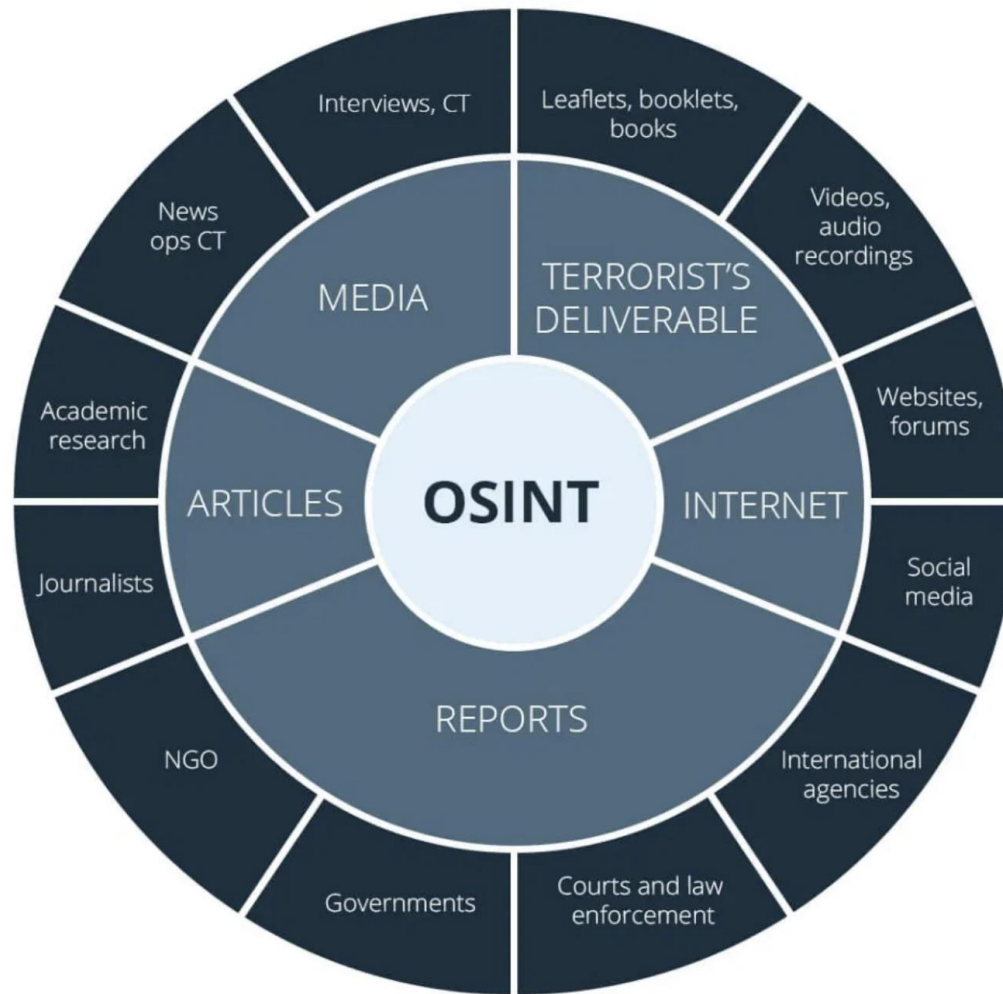 Interviews, CT
Leaflets, booklets,
books
News
ops CT
Videos,
audio
recordings
MEDIA
TERRORIST’S
DELIVERABLE
Academic
research
Websites,
forums
ARTICLES
OSINT
INTERNET
Journalists
Social
media
REPORTS
NGO
International
agencies
Governments
Courts and law
enforcement